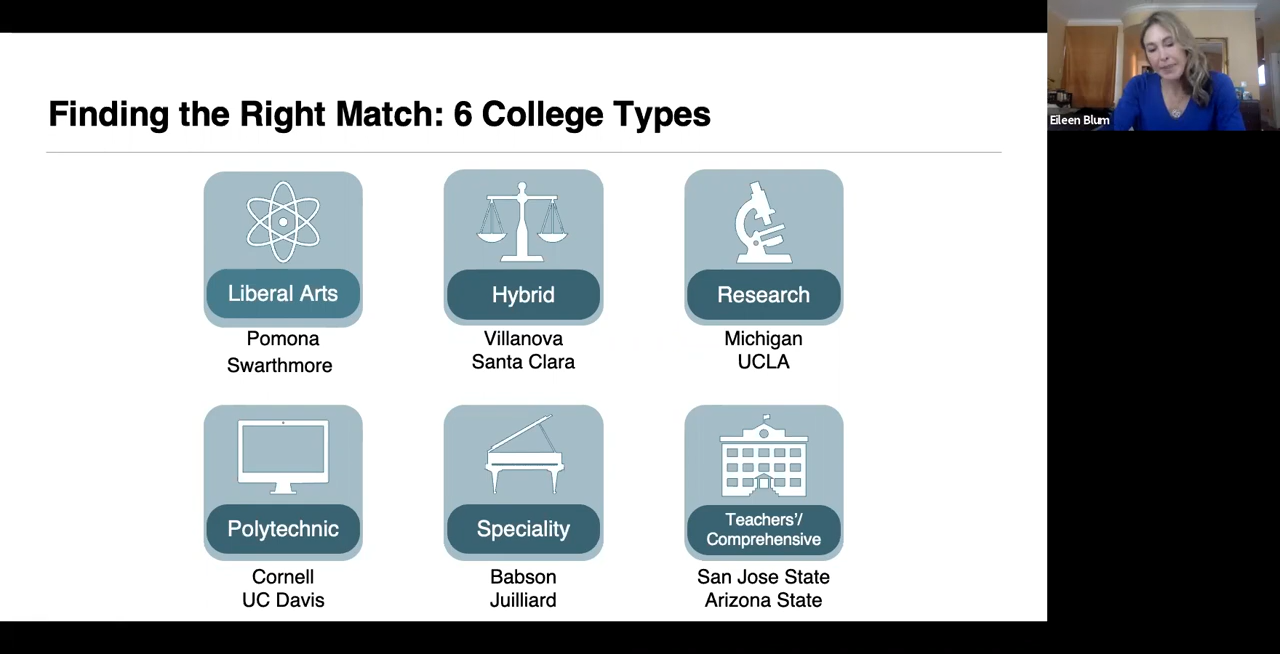 Finding the Right Match: 6 College Types
Eileen Blum
Liberal Arts
Pomona
Swarthmore
Hybrid
Villanova
Santa Clara
Research
Michigan
UCLA
Polytechnic
Cornell
UC Davis
Speciality
Babson
Juilliard
Teachers’/
Comprehensive
San Jose State
Arizona State